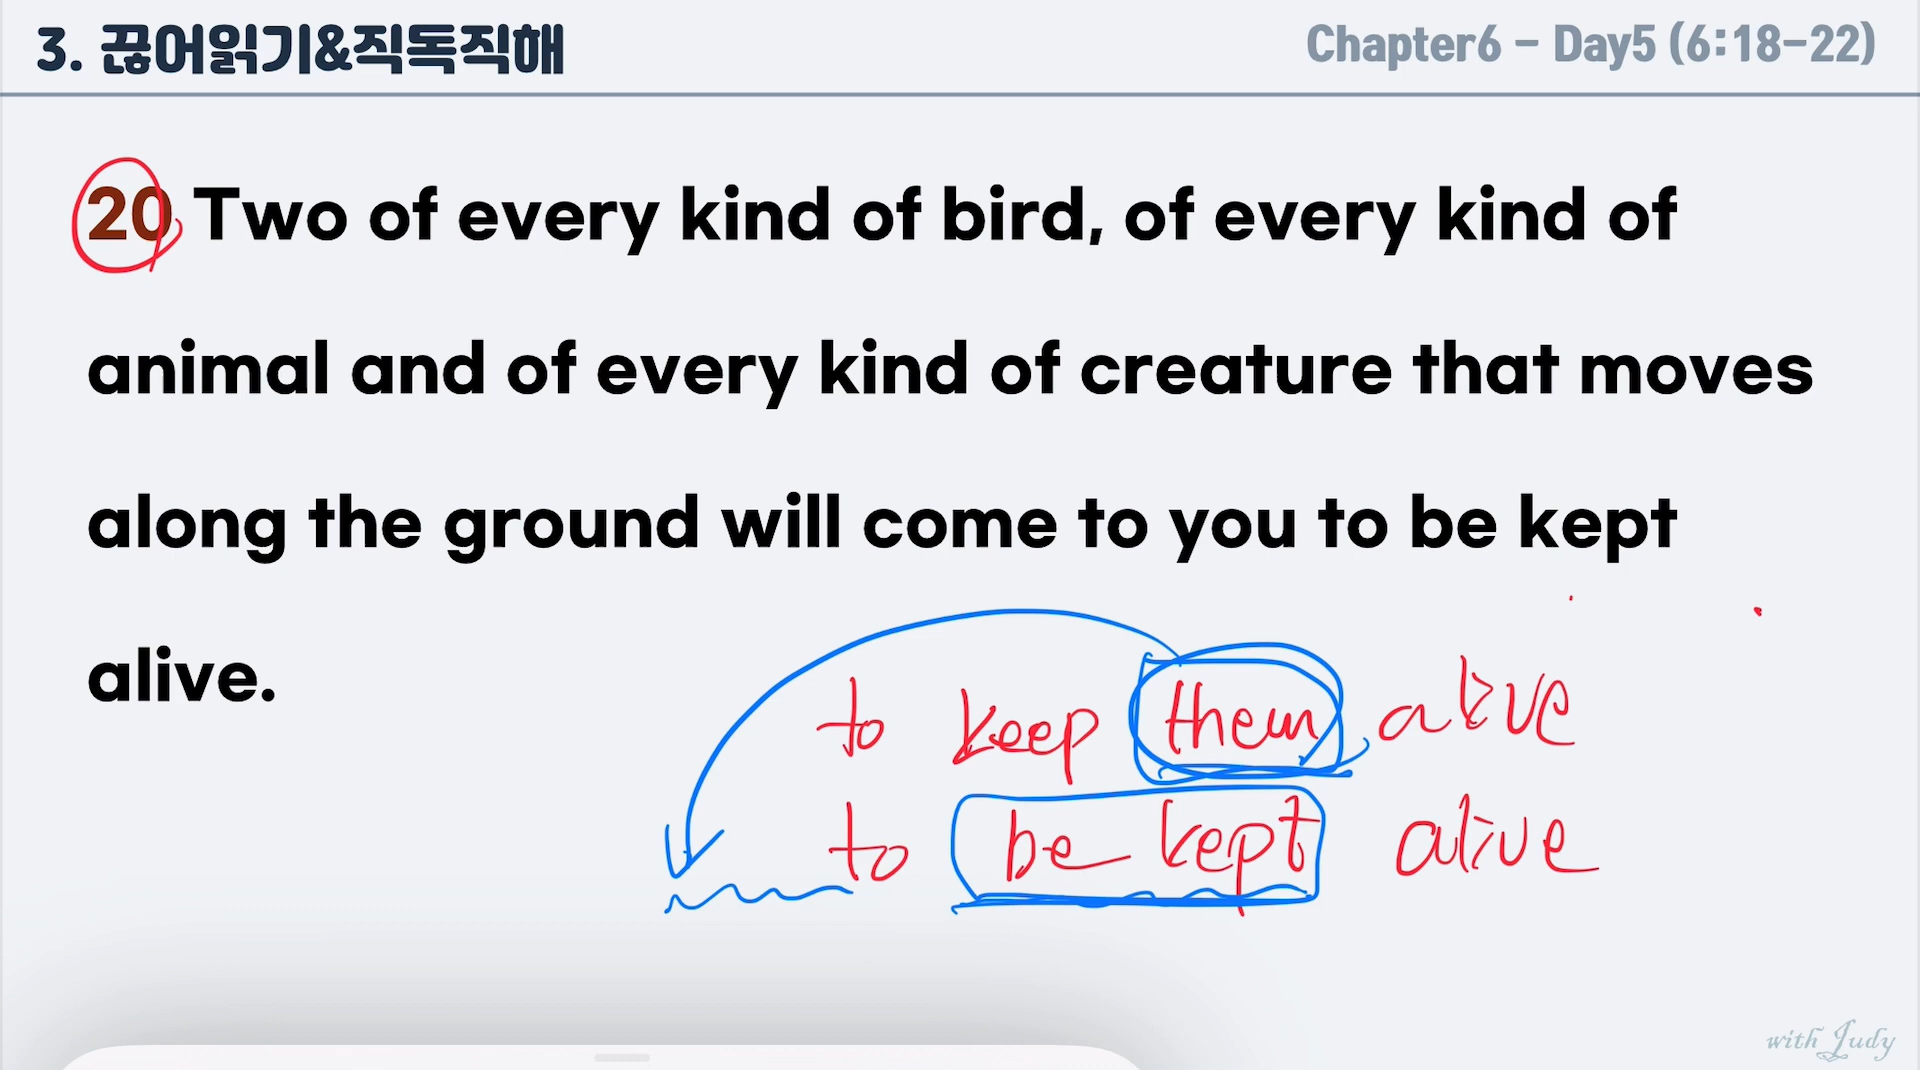 3. 끊어읽기&직독직해
Chapter6 - Day5 (6:18-22)
20 Two of every kind of bird, of every kind of
animal and of every kind of creature that moves
along the ground will come to you to be kept
alive.
to keep them alive
to be kept alive
with Judy